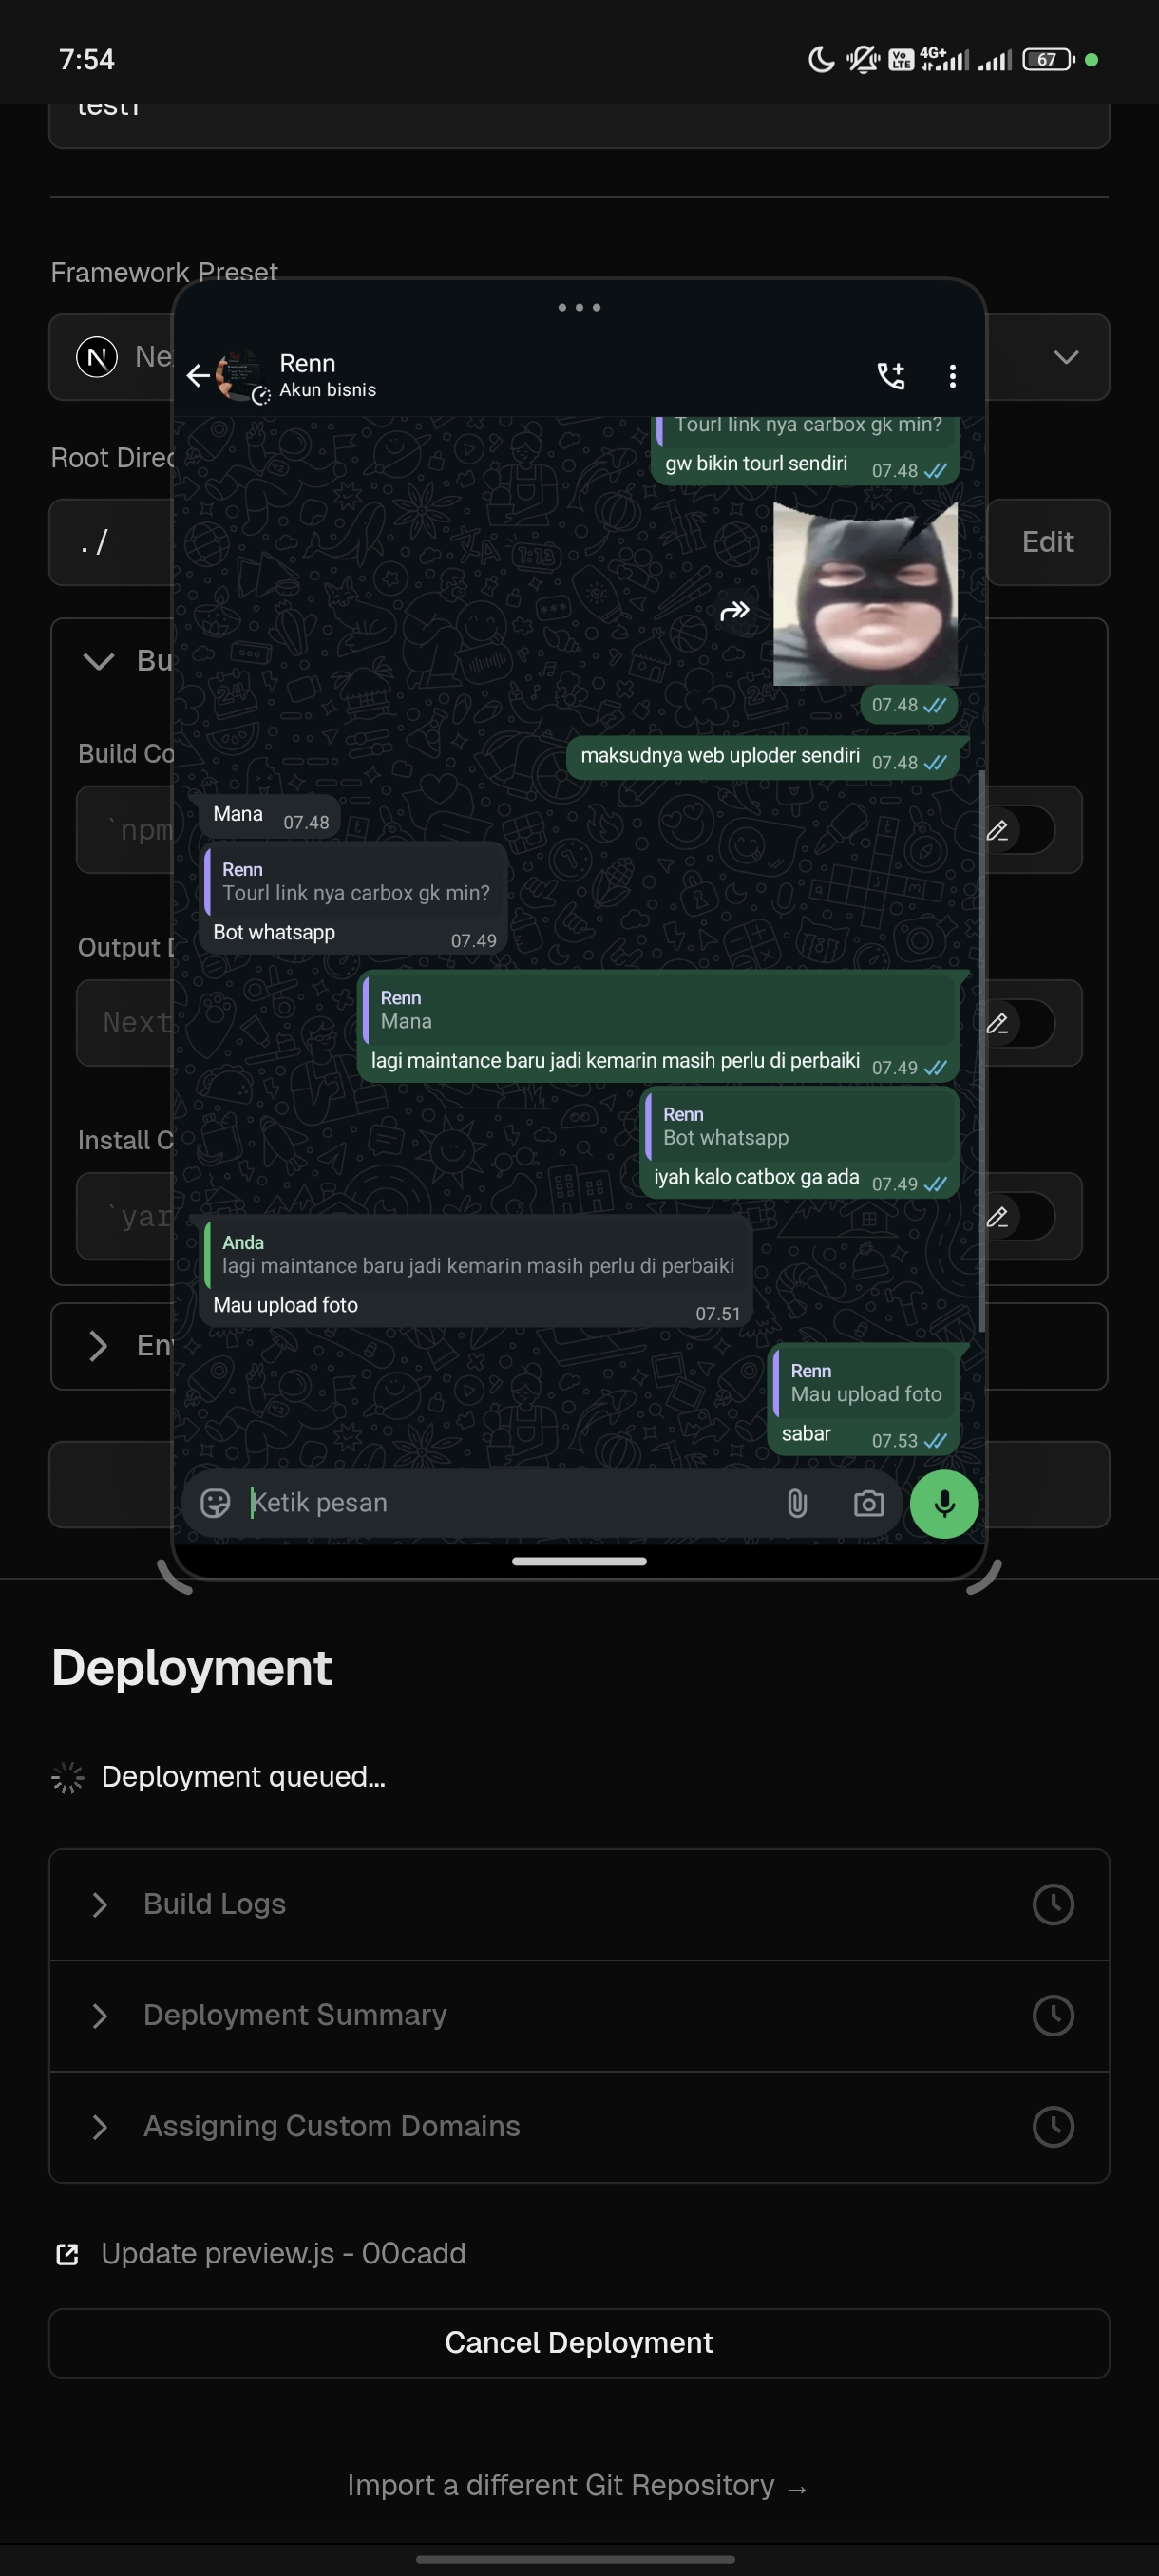 7:54
Vo LTE
4G+
67
test1
Framework Preset
Root Direc
./
Edit
Bu
Build Co
`npm
Output D
Next
Install C
`yar
Renn
Akun bisnis
Tourl link nya carbox gk min?
gw bikin tourl sendiri 07.48
07.48
maksudnya web uploder sendiri 07.48
Mana 07.48
Renn
Tourl link nya carbox gk min?
Bot whatsapp 07.49
Renn
Mana
lagi maintance baru jadi kemarin masih perlu di perbaiki 07.49
Renn
Bot whatsapp
iyah kalo catbox ga ada 07.49
Anda
lagi maintance baru jadi kemarin masih perlu di perbaiki
Mau upload foto 07.51
Renn
Mau upload foto
sabar 07.53
Ketik pesan
Deployment
Deployment queued...
Build Logs
Deployment Summary
Assigning Custom Domains
Update preview.js - 00cadd
Cancel Deployment
Import a different Git Repository →